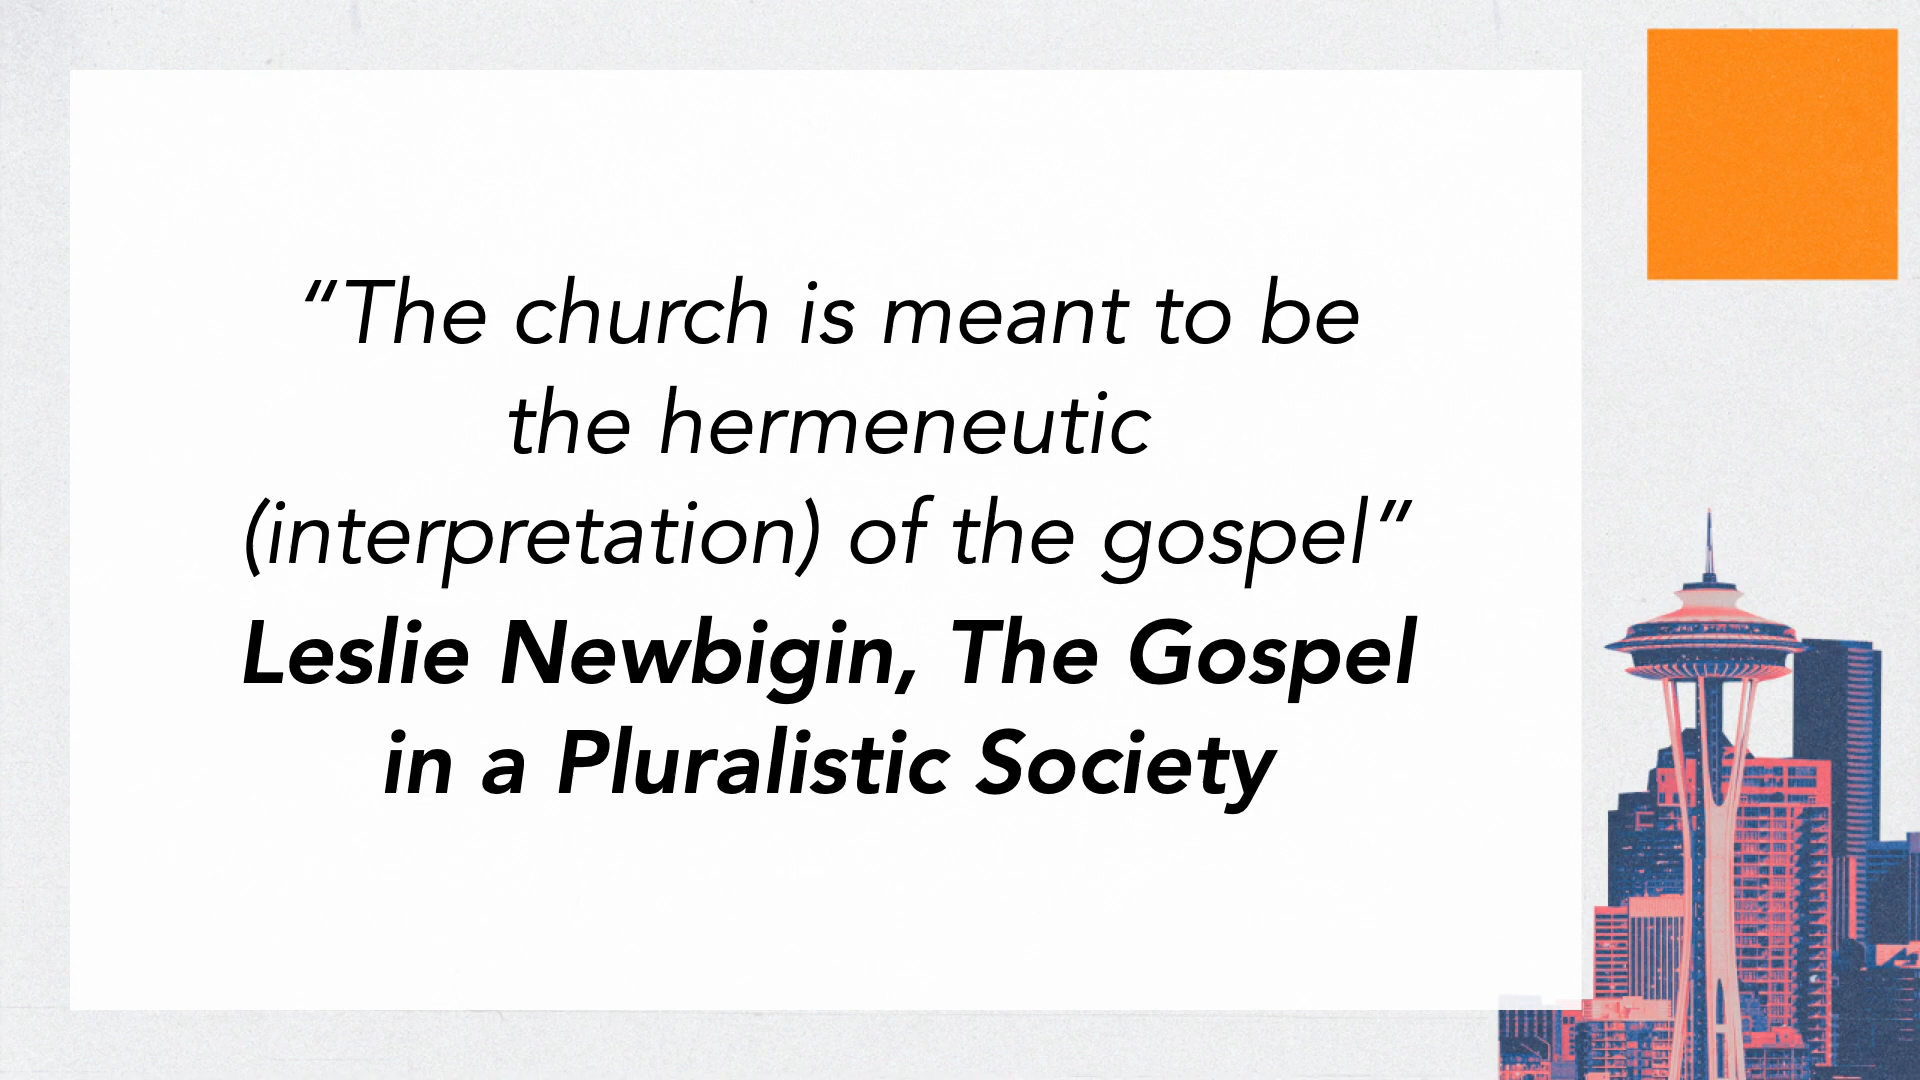 “The church is meant to be
the hermeneutic
(interpretation) of the gospel”
Leslie Newbigin, The Gospel
in a Pluralistic Society